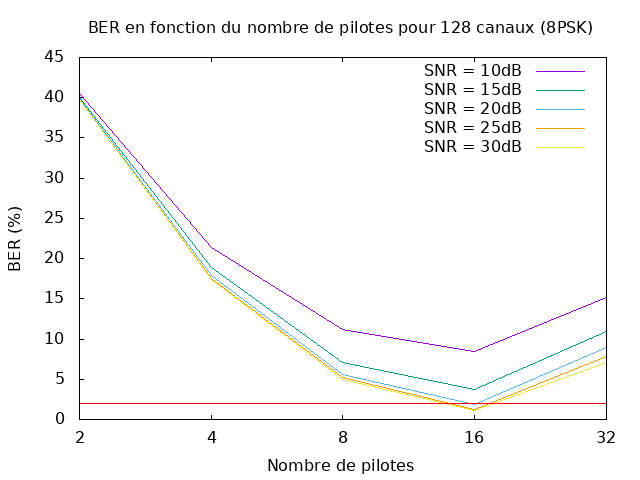 BER en fonction du nombre de pilotes pour 128 canaux (8PSK)
45
40
35
30
25
20
15
10
5
0
BER (%)
SNR = 10dB
SNR = 15dB
SNR = 20dB
SNR = 25dB
SNR = 30dB
2 4 8 16 32
Nombre de pilotes